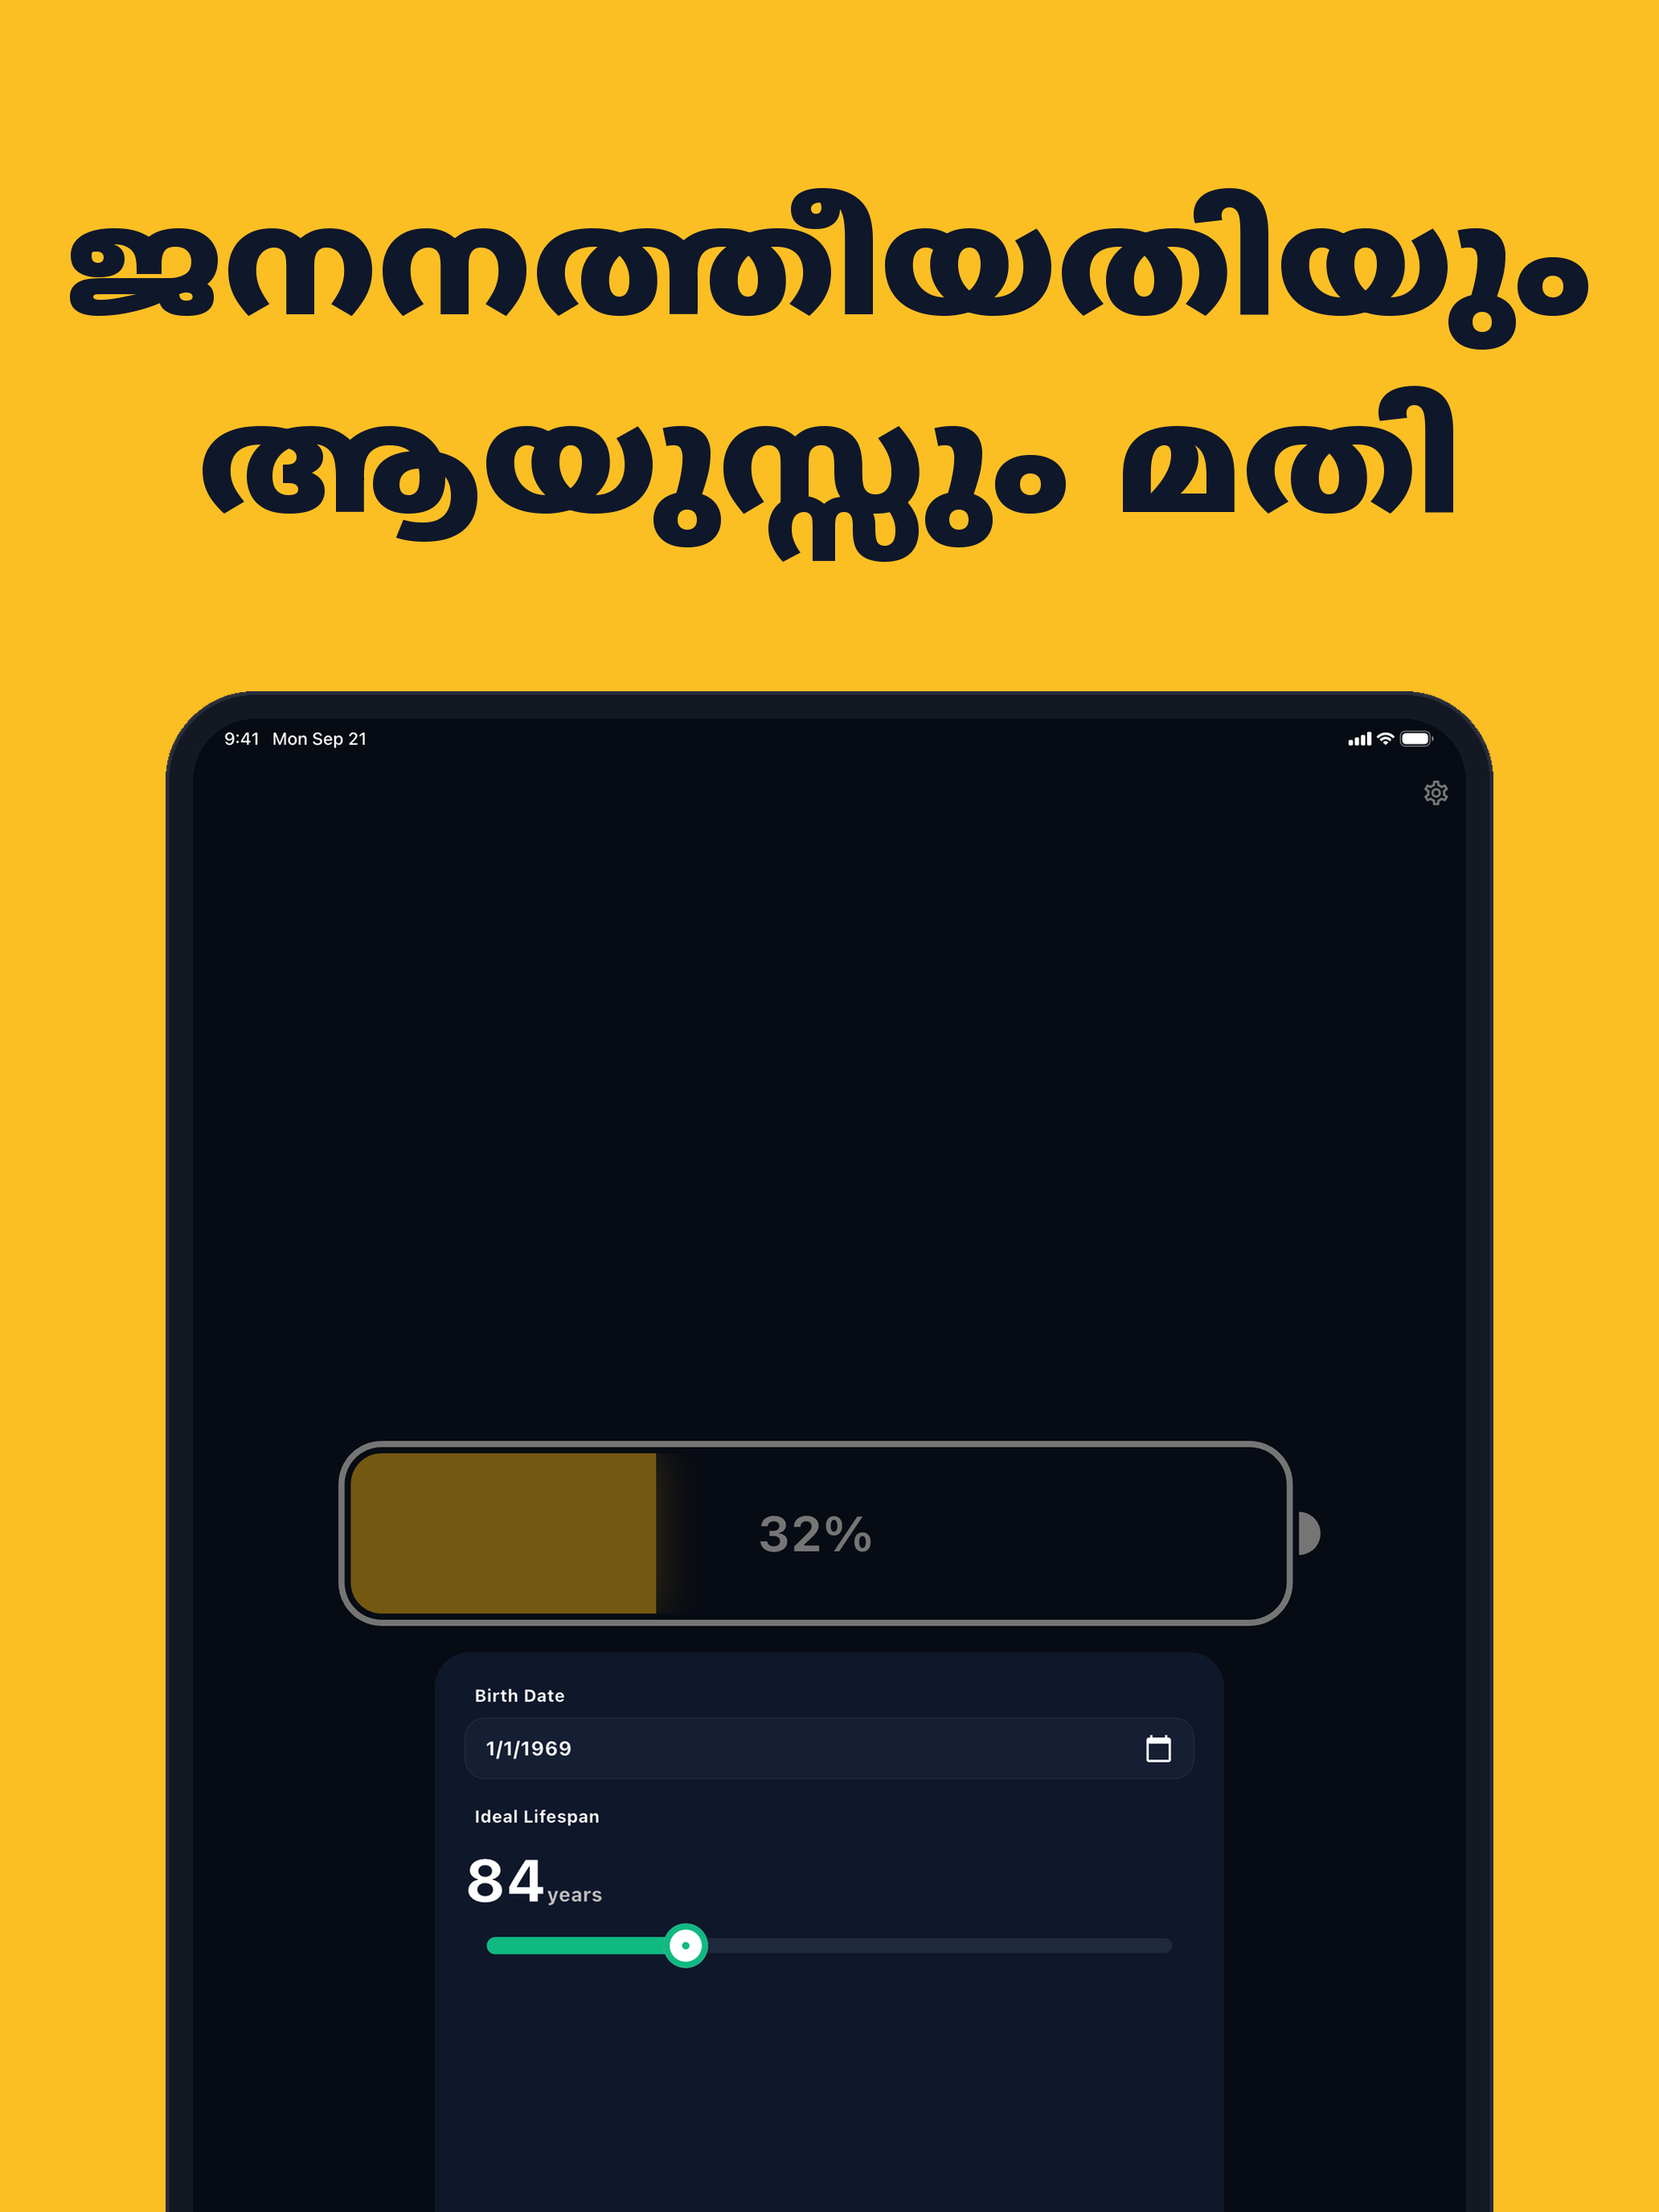 ജനനത്തീയതിയും
ആയുസ്സും മതി
9:41 Mon Sep 21
32%
Birth Date
1/1/1969
Ideal Lifespan
84 years